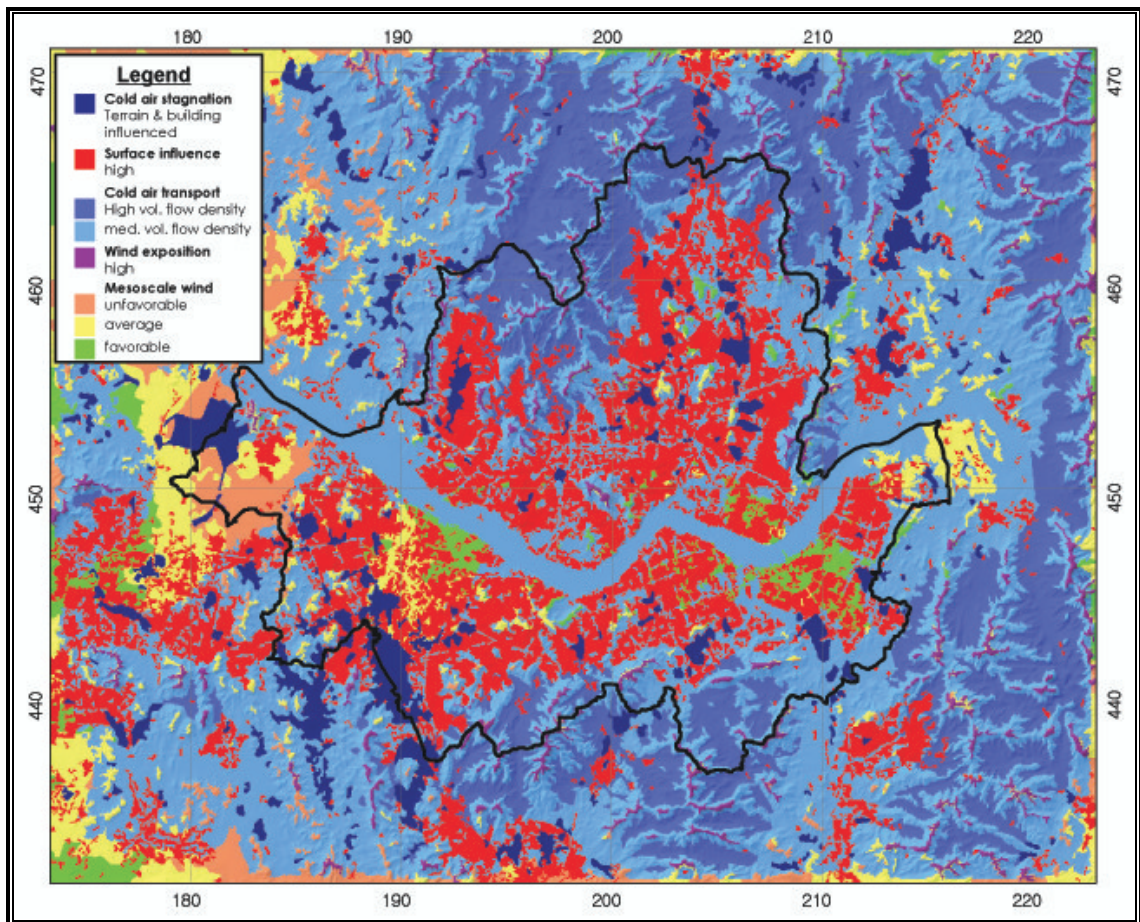 180 190 200 210 220
470 470
Legend
Cold air stagnation
Terrain & building
influenced
Surface influence
high
Cold air transport
High vol. flow density
med. vol. flow density
Wind exposition
high
Mesoscale wind
unfavorable
average
favorable
460 460
450 450
440 440
180 190 200 210 220